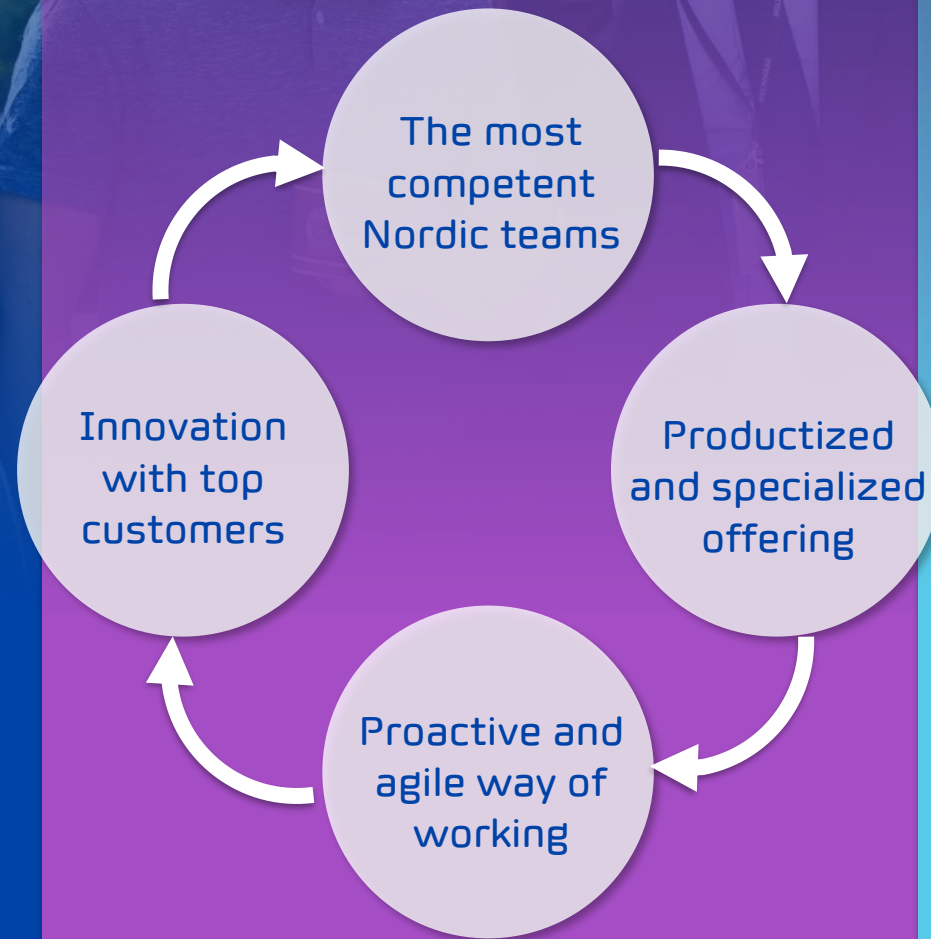 The most
competent
Nordic teams
Productized
and specialized
offering
Proactive and
agile way of
working
Innovation
with top
customers